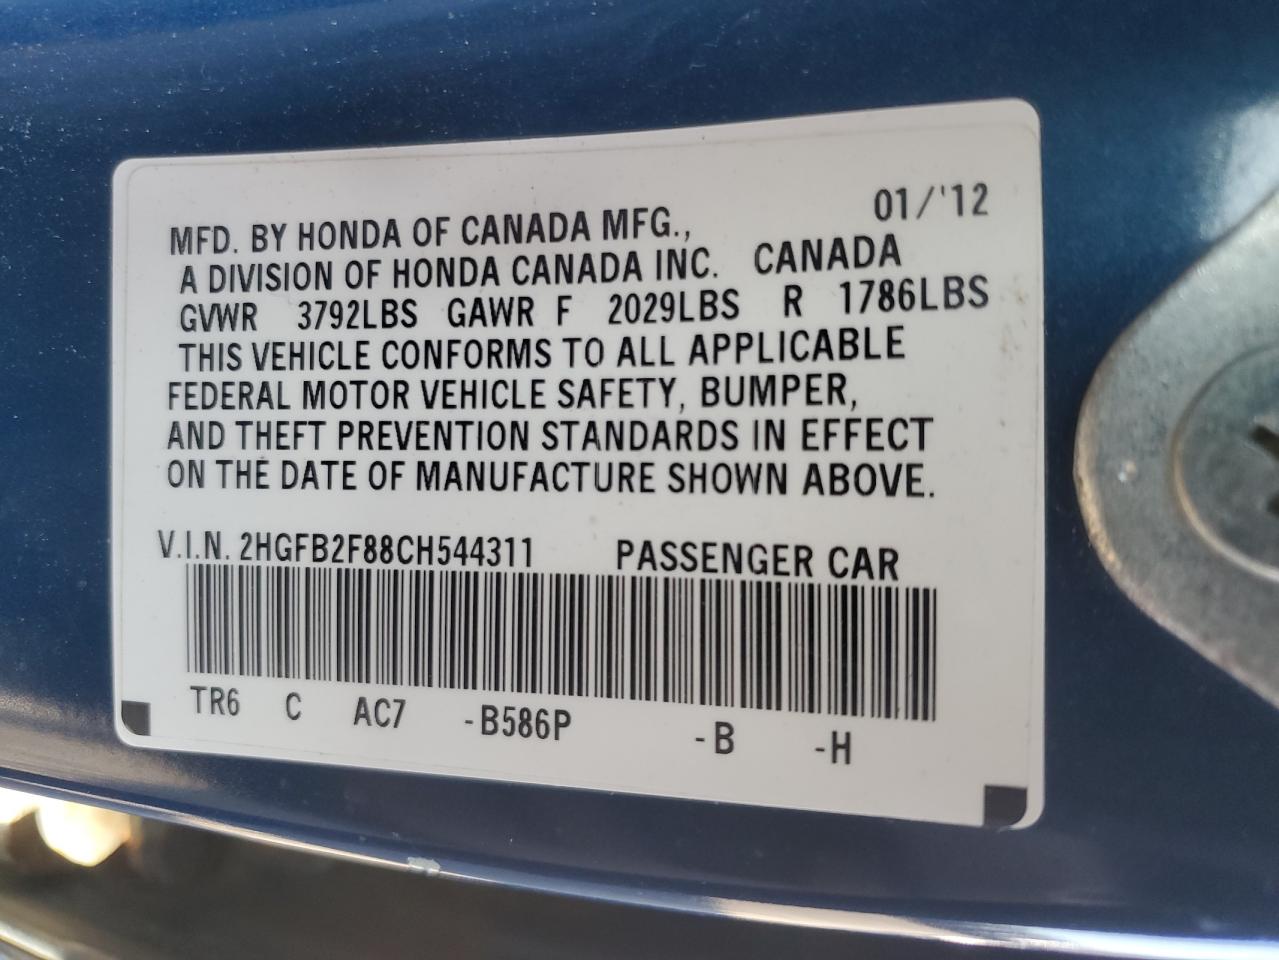 01/'12
MFD. BY HONDA OF CANADA MFG.,
A DIVISION OF HONDA CANADA INC. CANADA
GVWR 3792LBS GAWR F 2029LBS R 1786LBS
THIS VEHICLE CONFORMS TO ALL APPLICABLE
FEDERAL MOTOR VEHICLE SAFETY, BUMPER,
AND THEFT PREVENTION STANDARDS IN EFFECT
ON THE DATE OF MANUFACTURE SHOWN ABOVE.
V.I.N. 2HGFB2F88CH544311 PASSENGER CAR
TR6 C AC7 -B586P -B -H